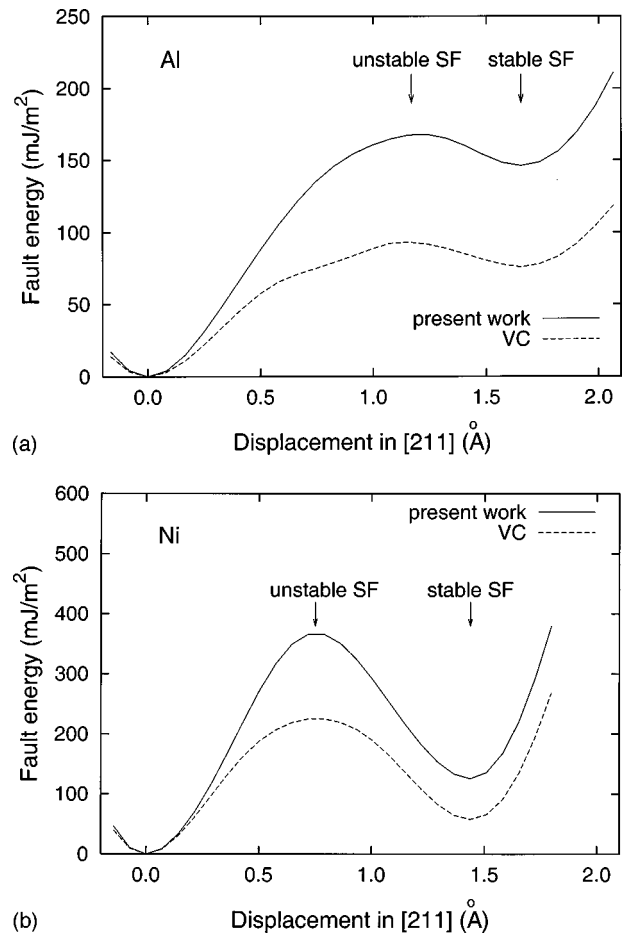 250
200
150
100
50
0
Fault energy (mJ/m²)
Al
unstable SF stable SF
present work
VC
0.0 0.5 1.0 1.5 2.0
(a) Displacement in [211] (Å)
600
500
400
300
200
100
0
Fault energy (mJ/m²)
Ni
present work
VC
unstable SF stable SF
0.0 0.5 1.0 1.5 2.0
(b) Displacement in [211] (Å)